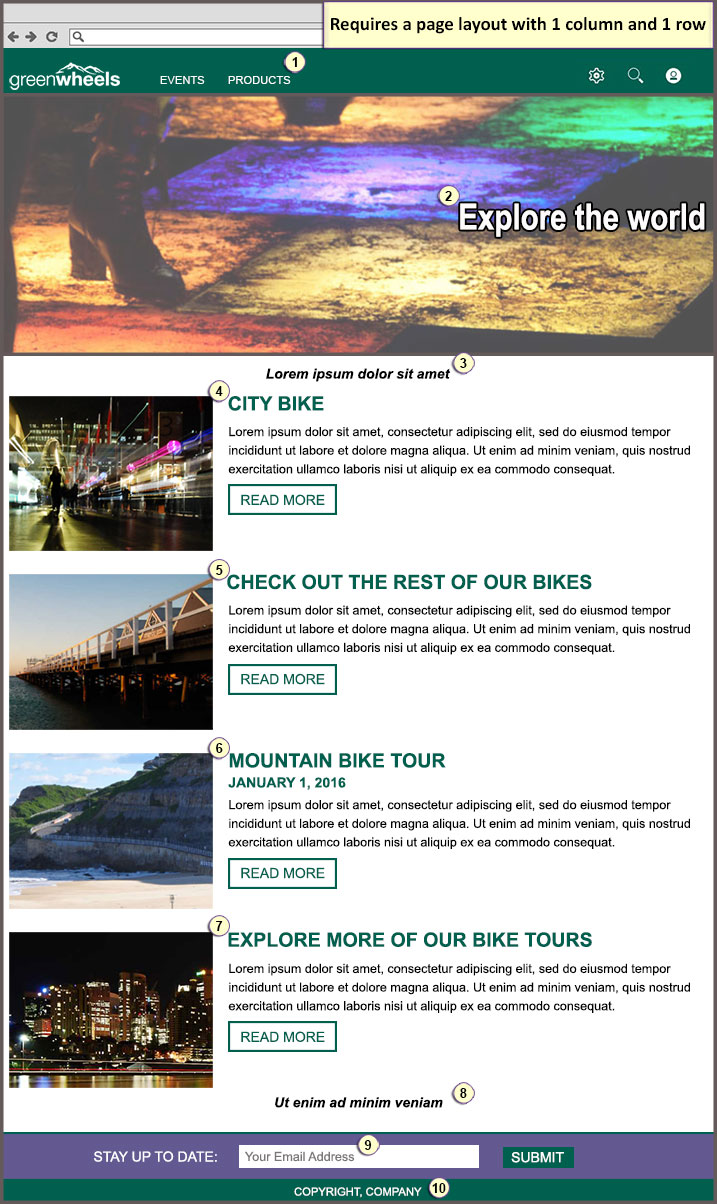 Requires a page layout with 1 column and 1 row
1
greenwheels EVENTS PRODUCTS
2
Explore the world
3
Lorem ipsum dolor sit amet
4
CITY BIKE
Lorem ipsum dolor sit amet, consectetur adipiscing elit, sed do eiusmod tempor
incididunt ut labore et dolore magna aliqua. Ut enim ad minim veniam, quis nostrud
exercitation ullamco laboris nisi ut aliquip ex ea commodo consequat.
READ MORE
5
CHECK OUT THE REST OF OUR BIKES
Lorem ipsum dolor sit amet, consectetur adipiscing elit, sed do eiusmod tempor
incididunt ut labore et dolore magna aliqua. Ut enim ad minim veniam, quis nostrud
exercitation ullamco laboris nisi ut aliquip ex ea commodo consequat.
READ MORE
6
MOUNTAIN BIKE TOUR
JANUARY 1, 2016
Lorem ipsum dolor sit amet, consectetur adipiscing elit, sed do eiusmod tempor
incididunt ut labore et dolore magna aliqua. Ut enim ad minim veniam, quis nostrud
exercitation ullamco laboris nisi ut aliquip ex ea commodo consequat.
READ MORE
7
EXPLORE MORE OF OUR BIKE TOURS
Lorem ipsum dolor sit amet, consectetur adipiscing elit, sed do eiusmod tempor
incididunt ut labore et dolore magna aliqua. Ut enim ad minim veniam, quis nostrud
exercitation ullamco laboris nisi ut aliquip ex ea commodo consequat.
READ MORE
8
Ut enim ad minim veniam
9
STAY UP TO DATE: Your Email Address SUBMIT
COPYRIGHT, COMPANY 10